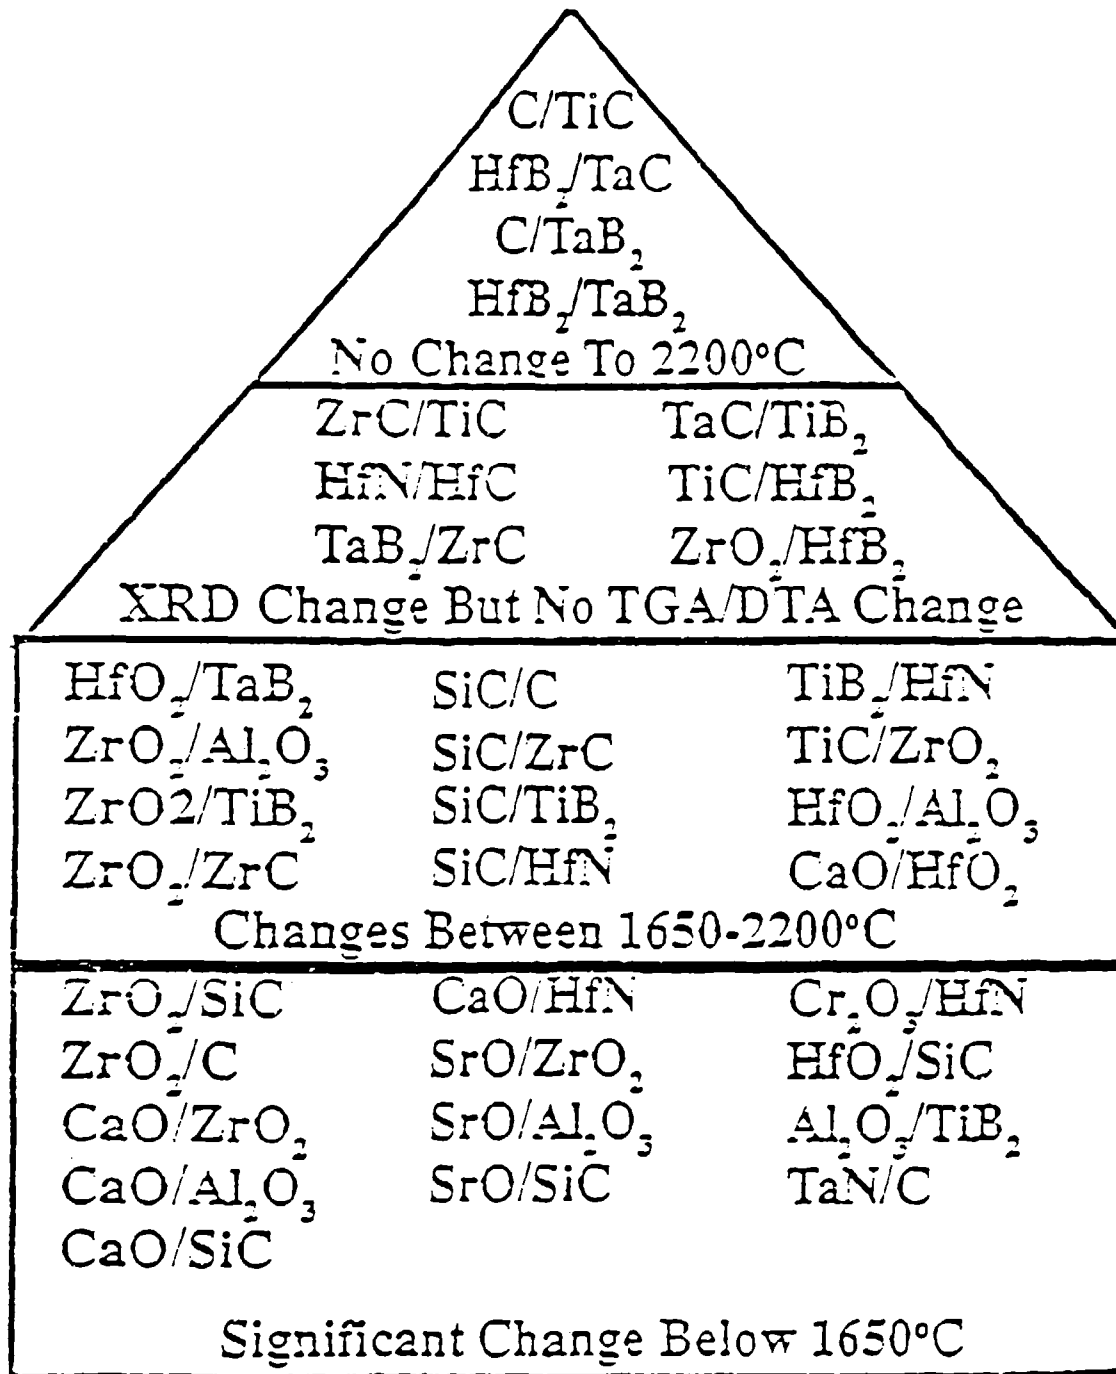 C/TiC
HfB₂/TaC
C/TaB₂
HfB₂/TaB₂
No Change To 2200°C
ZrC/TiC TaC/TiB₂
HfN/HfC TiC/HfB₂
TaB₂/ZrC ZrO₂/HfB₂
XRD Change But No TGA/DTA Change
HfO₂/TaB₂ SiC/C TiB₂/HfN
ZrO₂/Al₂O₃ SiC/ZrC TiC/ZrO₂
ZrO2/TiB₂ SiC/TiB₂ HfO₂/Al₂O₃
ZrO₂/ZrC SiC/HfN CaO/HfO₂
Changes Between 1650-2200°C
ZrO₂/SiC CaO/HfN Cr₂O₃/HfN
ZrO₂/C SrO/ZrO₂ HfO₂/SiC
CaO/ZrO₂ SrO/Al₂O₃ Al₂O₃/TiB₂
CaO/Al₂O₃ SrO/SiC TaN/C
CaO/SiC
Significant Change Below 1650°C